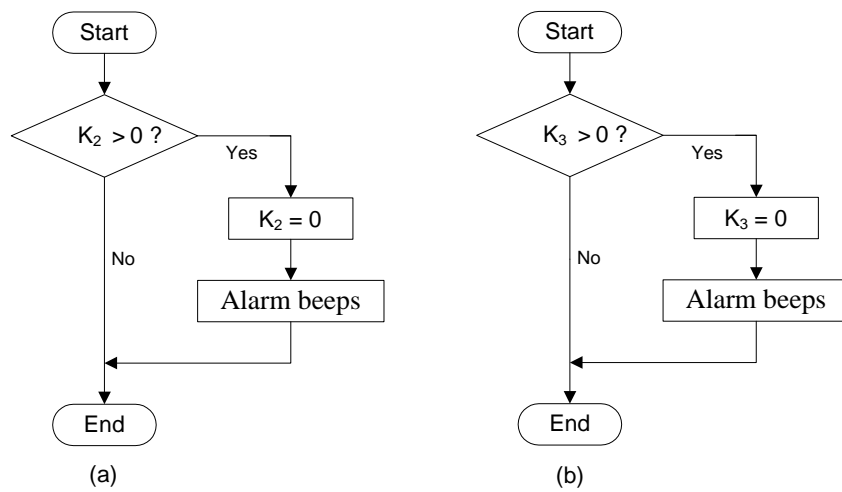 Start
K₂ > 0 ?
Yes
K₂ = 0
No
Alarm beeps
End
(a)
Start
K₃ > 0 ?
Yes
K₃ = 0
No
Alarm beeps
End
(b)